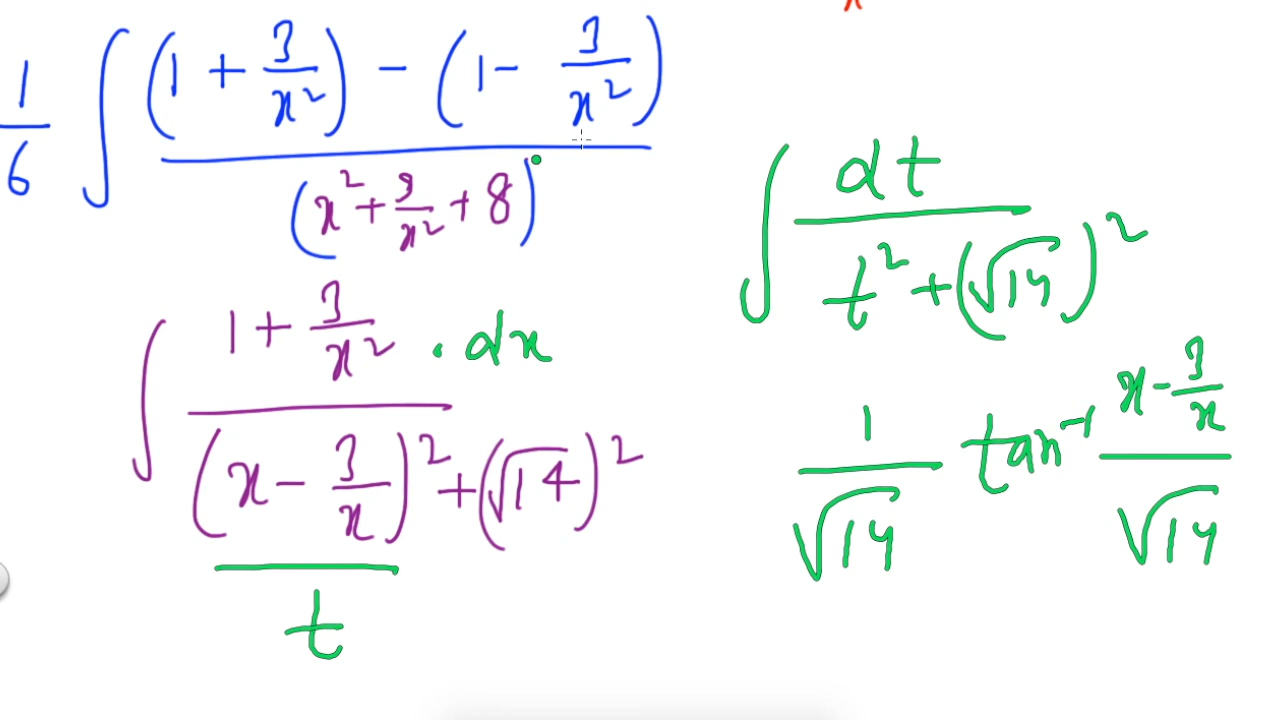 1/6 ∫ ((1 + 3/x²) - (1 - 3/x²)) / (x² + 9/x² + 8)
∫ (1 + 3/x² · dx) / ((x - 3/x)² + (√14)²)
t
∫ dt / (t² + (√14)²)
1/√14 tan⁻¹ (x - 3/x)/√14